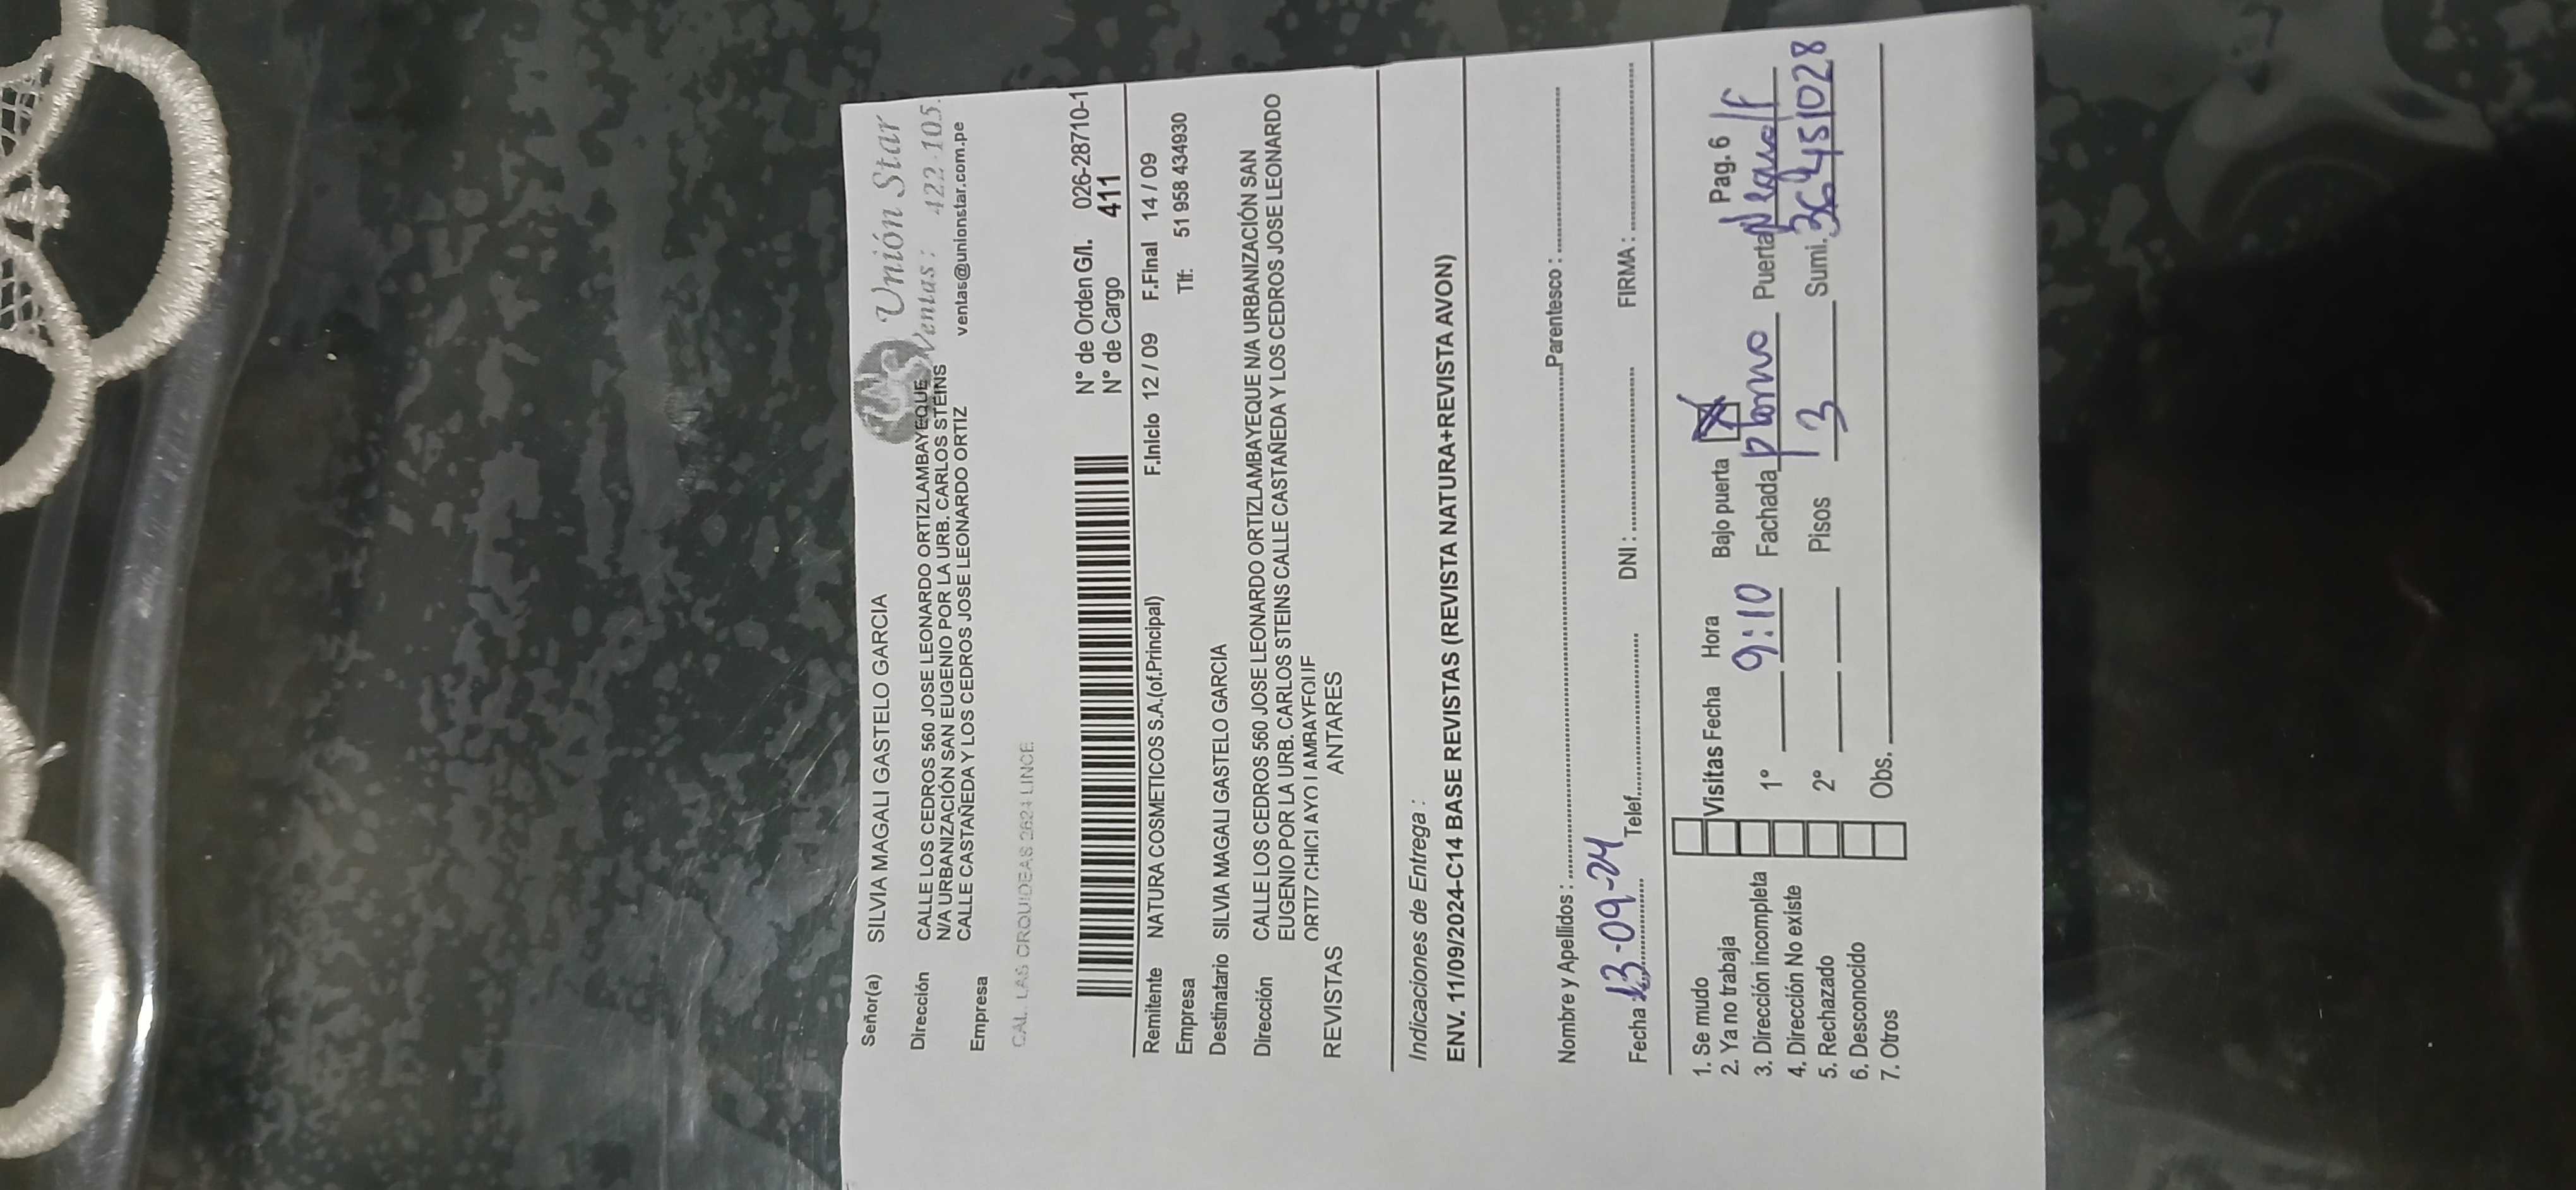 Unión Star
Señor(a) SILVIA MAGALI GASTELO GARCIA
Ventas: 422-105.
Dirección CALLE LOS CEDROS 560 JOSE LEONARDO ORTIZLAMBAYEQUE
N/A URBANIZACIÓN SAN EUGENIO POR LA URB. CARLOS STEINS
CALLE CASTAÑEDA Y LOS CEDROS JOSE LEONARDO ORTIZ
ventas@unionstar.com.pe
Empresa
CAL. LAS ORQUIDEAS 2624 LINCE
N° de Orden G/I. 026-28710-1
N° de Cargo 411
Remitente NATURA COSMETICOS S.A.(of.Principal) F.Inicio 12 / 09 F.Final 14 / 09
Empresa Tlf: 51 958 434930
Destinatario SILVIA MAGALI GASTELO GARCIA
Dirección CALLE LOS CEDROS 560 JOSE LEONARDO ORTIZLAMBAYEQUE N/A URBANIZACIÓN SAN
EUGENIO POR LA URB. CARLOS STEINS CALLE CASTAÑEDA Y LOS CEDROS JOSE LEONARDO
REVISTAS ANTARES
Indicaciones de Entrega :
ENV. 11/09/2024-C14 BASE REVISTAS (REVISTA NATURA+REVISTA AVON)
Nombre y Apellidos : Parentesco :
Fecha 13-09-24 Telef. DNI : FIRMA :
1. Se mudo Visitas Fecha Hora Bajo puerta X Pag. 6
2. Ya no trabaja
3. Dirección incompleta 1° 9:10 Fachada plomo Puerta
4. Dirección No existe
5. Rechazado 2° Pisos 3 Sumi.
6. Desconocido
7. Otros Obs.